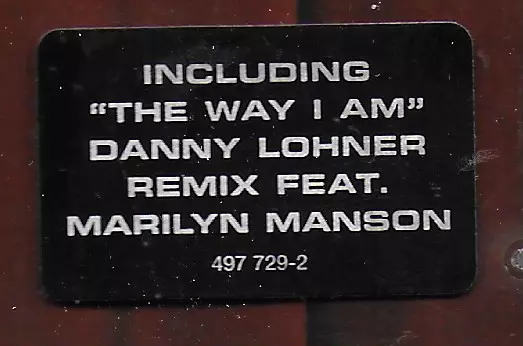 INCLUDING
“THE WAY I AM”
DANNY LOHNER
REMIX FEAT.
MARILYN MANSON
497 729-2